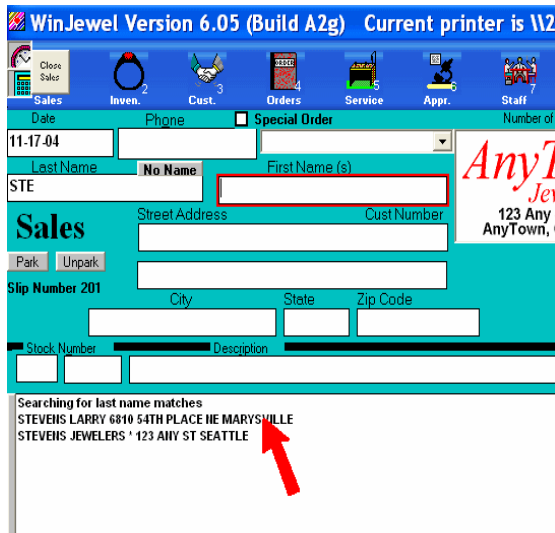 WinJewel Version 6.05 (Build A2g) Current printer is \\2
Close Sales
ORDER
2 3 4 5 6 7
Sales Inven. Cust. Orders Service Appr. Staff
Date Phone Special Order Number of
11-17-04
Last Name No Name First Name (s)
STE
AnyT
Jew
123 Any
AnyTown,
Street Address Cust Number
Sales
Park Unpark
Slip Number 201
City State Zip Code
Stock Number Description
Searching for last name matches
STEVENS LARRY 6810 54TH PLACE NE MARYSVILLE
STEVENS JEWELERS * 123 ANY ST SEATTLE